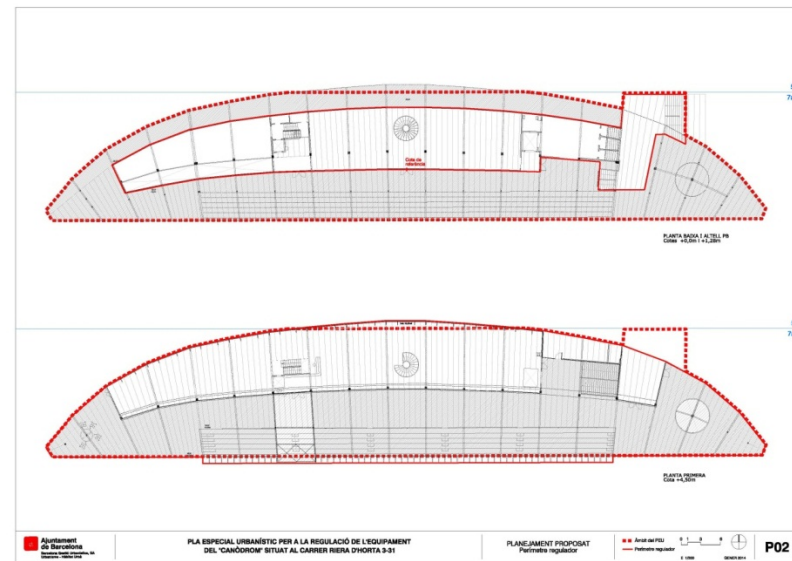 Cota de
referència
PLANTA BAIXA I ALTELL PB
Cotes +0,0m i +1,28m
PLANTA PRIMERA
Cota +4,30m
Ajuntament
de Barcelona
PLA ESPECIAL URBANÍSTIC PER A LA REGULACIÓ DE L'EQUIPAMENT
DEL "CANÒDROM" SITUAT AL CARRER RIERA D'HORTA 3-31
PLANEJAMENT PROPOSAT
Perímetre regulador
Àmbit del PEU
Perímetre regulador
P02